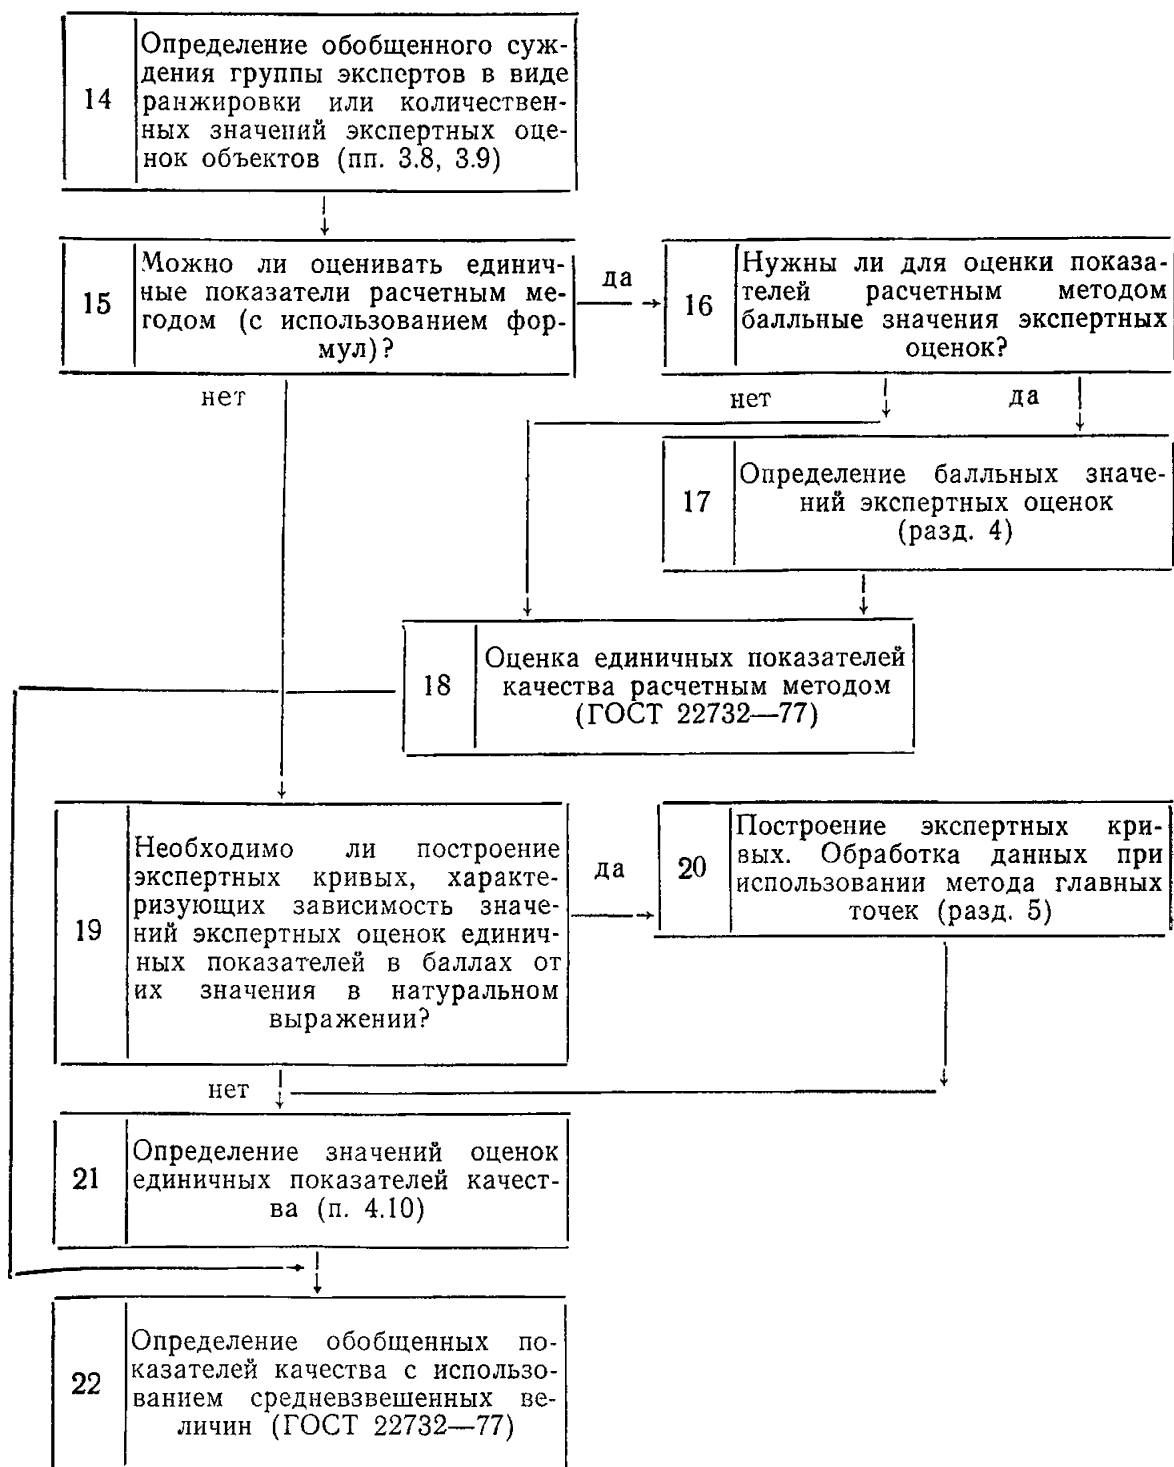 14
Определение обобщенного суж-
дения группы экспертов в виде
ранжировки или количествен-
ных значений экспертных оце-
нок объектов (пп. 3.8, 3.9)
15
Можно ли оценивать единич-
ные показатели расчетным ме-
тодом (с использованием фор-
мул)?
да
16
Нужны ли для оценки показа-
телей расчетным методом
балльные значения экспертных
оценок?
нет
нет
да
17
Определение балльных значе-
ний экспертных оценок
(разд. 4)
18
Оценка единичных показателей
качества расчетным методом
(ГОСТ 22732—77)
19
Необходимо ли построение
экспертных кривых, характе-
ризующих зависимость значе-
ний экспертных оценок единич-
ных показателей в баллах от
их значения в натуральном
выражении?
да
20
Построение экспертных кри-
вых. Обработка данных при
использовании метода главных
точек (разд. 5)
нет
21
Определение значений оценок
единичных показателей качест-
ва (п. 4.10)
22
Определение обобщенных по-
казателей качества с использо-
ванием средневзвешенных ве-
личин (ГОСТ 22732—77)